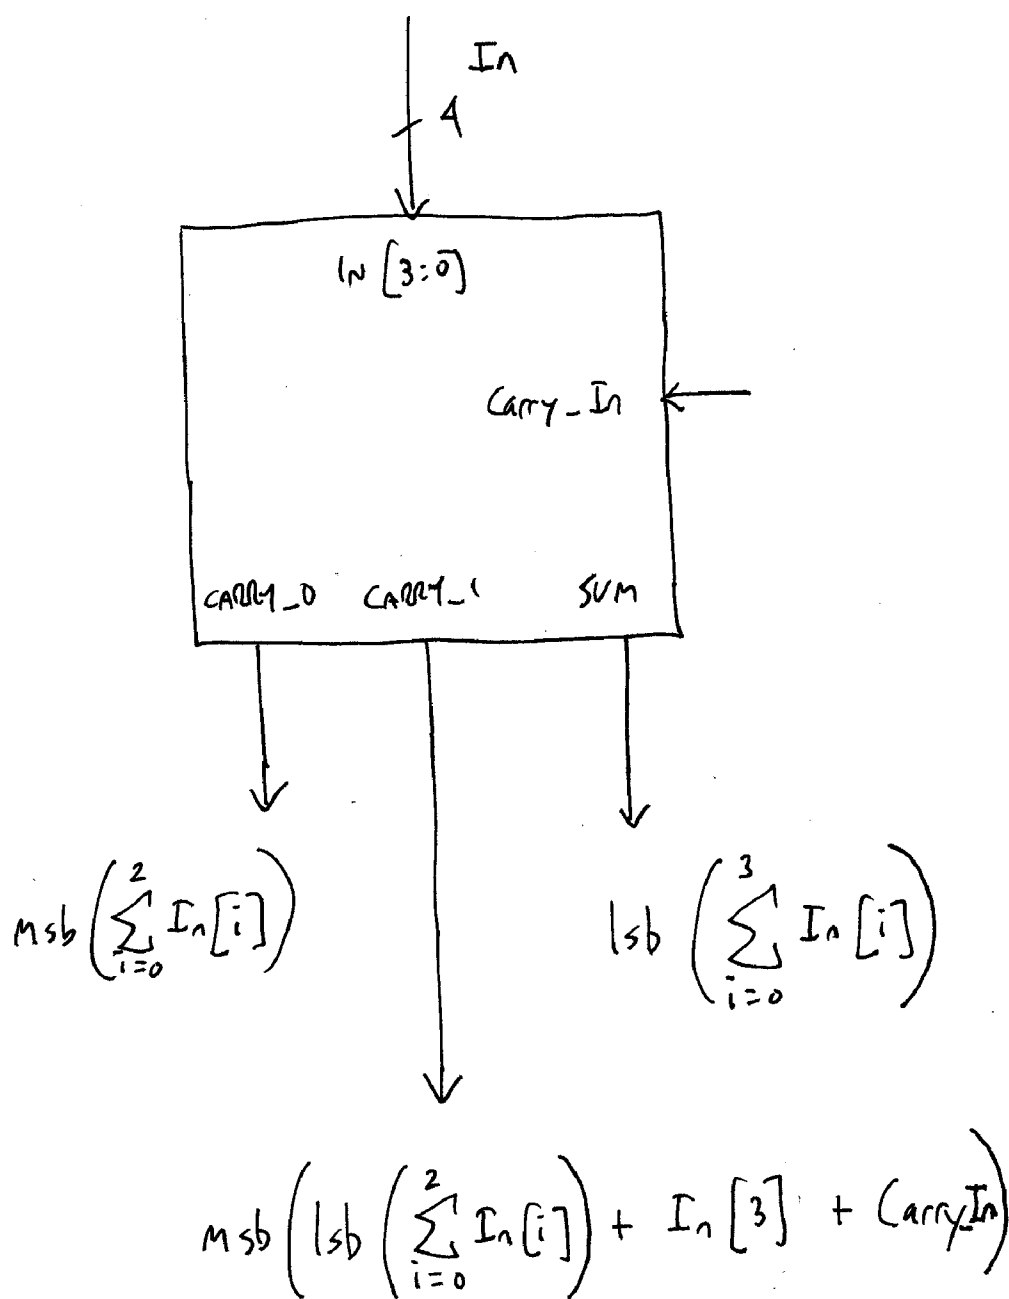 In
4
IN [3:0]
Carry_In
CARRY_0 CARRY_1 SUM
msb(∑_{i=0}^{2} In[i])
lsb(∑_{i=0}^{3} In[i])
msb(lsb(∑_{i=0}^{2} In[i]) + In[3] + Carry_In)